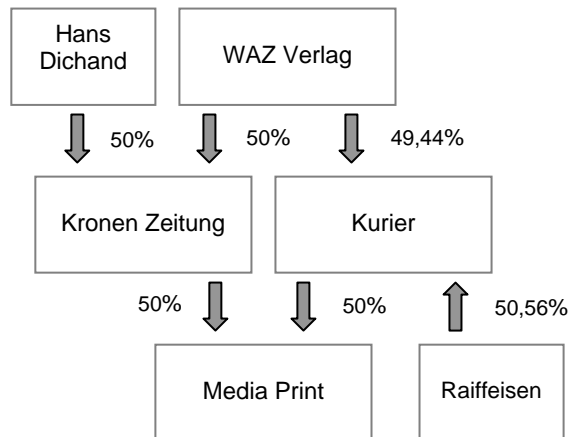 Hans
Dichand
WAZ Verlag
50%
50%
49,44%
Kronen Zeitung
Kurier
50%
50%
50,56%
Media Print
Raiffeisen